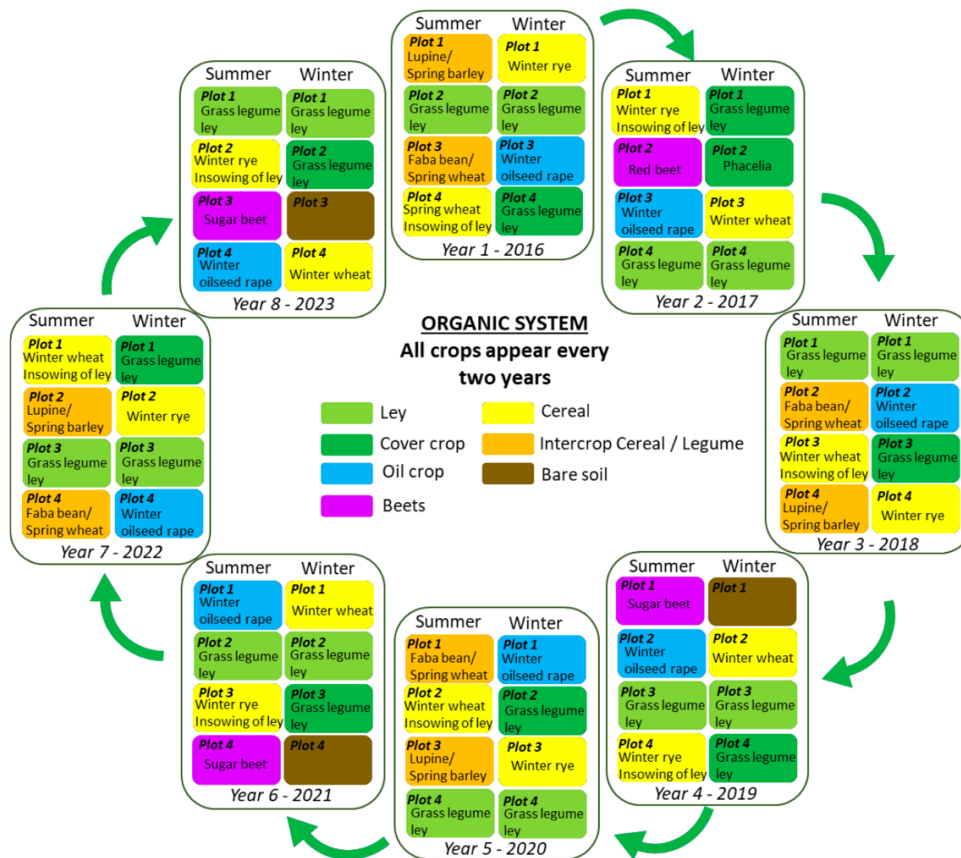 Summer Winter
Plot 1
Lupine/
Spring barley
Plot 1
Winter rye
Plot 2
Grass legume
ley
Plot 2
Grass legume
ley
Plot 3
Faba bean/
Spring wheat
Plot 3
Winter
oilseed rape
Plot 4
Spring wheat
Insowing of ley
Plot 4
Grass legume
ley
Year 1 - 2016
Summer Winter
Plot 1
Winter rye
Insowing of ley
Plot 1
Grass legume
ley
Plot 2
Red beet
Plot 2
Phacelia
Plot 3
Winter
oilseed rape
Plot 3
Winter wheat
Plot 4
Grass legume
ley
Plot 4
Grass legume
ley
Year 2 - 2017
Summer Winter
Plot 1
Grass legume
ley
Plot 1
Grass legume
ley
Plot 2
Faba bean/
Spring wheat
Plot 2
Winter
oilseed rape
Plot 3
Winter wheat
Insowing of ley
Plot 3
Grass legume
ley
Plot 4
Lupine/
Spring barley
Plot 4
Winter rye
Year 3 - 2018
Summer Winter
Plot 1
Sugar beet
Plot 1
Plot 2
Winter
oilseed rape
Plot 2
Winter wheat
Plot 3
Grass legume
ley
Plot 3
Grass legume
ley
Plot 4
Winter rye
Insowing of ley
Plot 4
Grass legume
ley
Year 4 - 2019
Summer Winter
Plot 1
Faba bean/
Spring wheat
Plot 1
Winter
oilseed rape
Plot 2
Winter wheat
Insowing of ley
Plot 2
Grass legume
ley
Plot 3
Lupine/
Spring barley
Plot 3
Winter rye
Plot 4
Grass legume
ley
Plot 4
Grass legume
ley
Year 5 - 2020
Summer Winter
Plot 1
Winter
oilseed rape
Plot 1
Winter wheat
Plot 2
Grass legume
ley
Plot 2
Grass legume
ley
Plot 3
Winter rye
Insowing of ley
Plot 3
Grass legume
ley
Plot 4
Sugar beet
Plot 4
Year 6 - 2021
Summer Winter
Plot 1
Winter wheat
Insowing of ley
Plot 1
Grass legume
ley
Plot 2
Lupine/
Spring barley
Plot 2
Winter rye
Plot 3
Grass legume
ley
Plot 3
Grass legume
ley
Plot 4
Faba bean/
Spring wheat
Plot 4
Winter
oilseed rape
Year 7 - 2022
Summer Winter
Plot 1
Grass legume
ley
Plot 1
Grass legume
ley
Plot 2
Winter rye
Insowing of ley
Plot 2
Grass legume
ley
Plot 3
Sugar beet
Plot 3
Plot 4
Winter
oilseed rape
Plot 4
Winter wheat
Year 8 - 2023
ORGANIC SYSTEM
All crops appear every
two years
Ley
Cover crop
Oil crop
Beets
Cereal
Intercrop Cereal / Legume
Bare soil